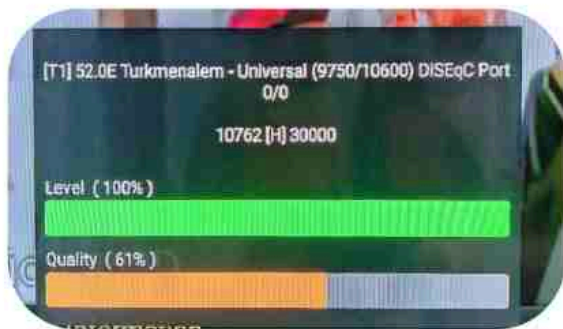 [T1] 52.0E Turkmenalem - Universal (9750/10600) DISEqC Port
0/0
10762 [H] 30000
Level ( 100% )
Quality ( 61% )